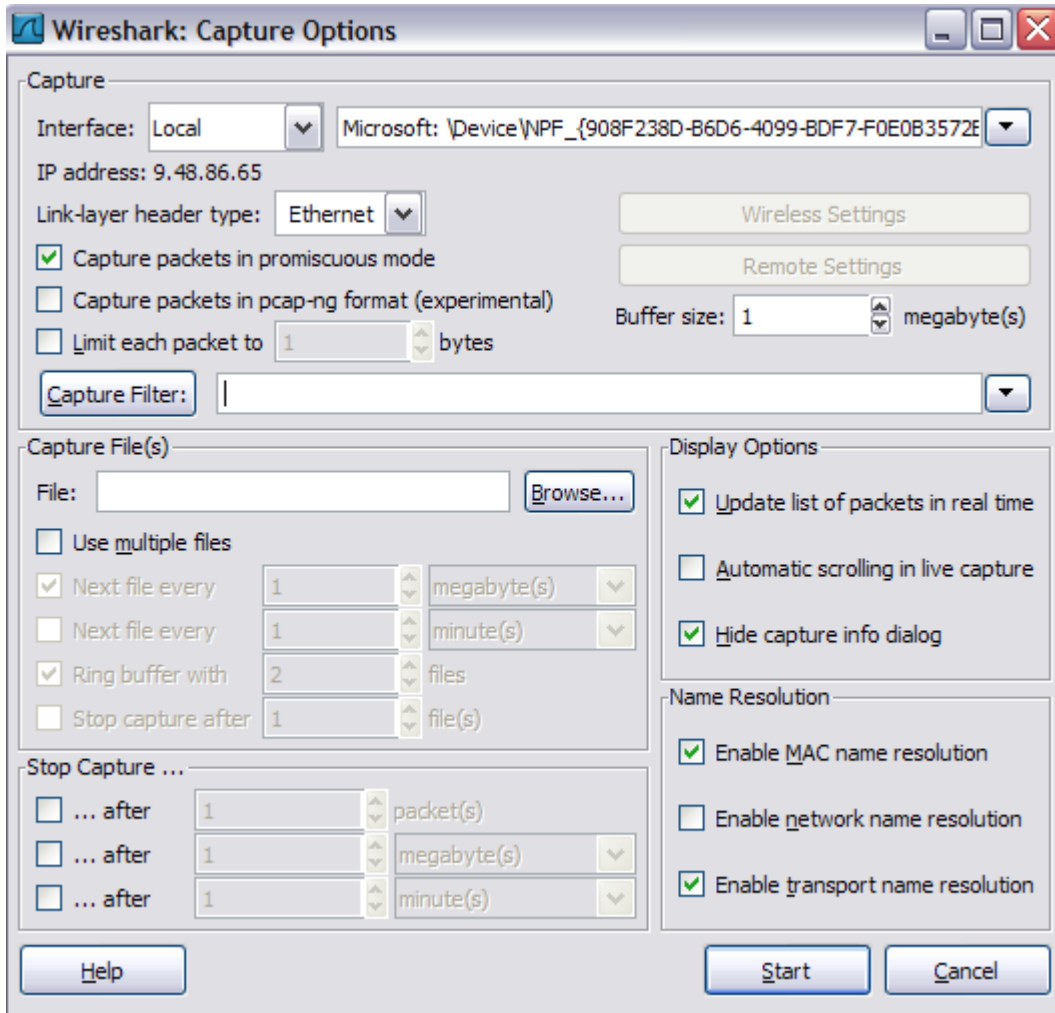 Wireshark: Capture Options
Capture
Interface: Local Microsoft: \Device\NPF_{908F238D-B6D6-4099-BDF7-F0E0B3572E
IP address: 9.48.86.65
Link-layer header type: Ethernet
Wireless Settings
Capture packets in promiscuous mode
Remote Settings
Capture packets in pcap-ng format (experimental)
Buffer size: 1 megabyte(s)
Limit each packet to 1 bytes
Capture Filter:
Capture File(s)
File: Browse...
Use multiple files
Next file every 1 megabyte(s)
Next file every 1 minute(s)
Ring buffer with 2 files
Stop capture after 1 file(s)
Stop Capture ...
... after 1 packet(s)
... after 1 megabyte(s)
... after 1 minute(s)
Display Options
Update list of packets in real time
Automatic scrolling in live capture
Hide capture info dialog
Name Resolution
Enable MAC name resolution
Enable network name resolution
Enable transport name resolution
Help Start Cancel